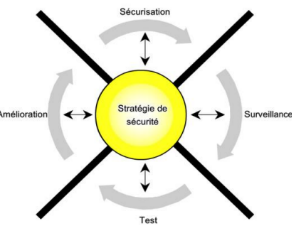 Sécurisation
Stratégie de
sécurité
Amélioration
Surveillance
Test